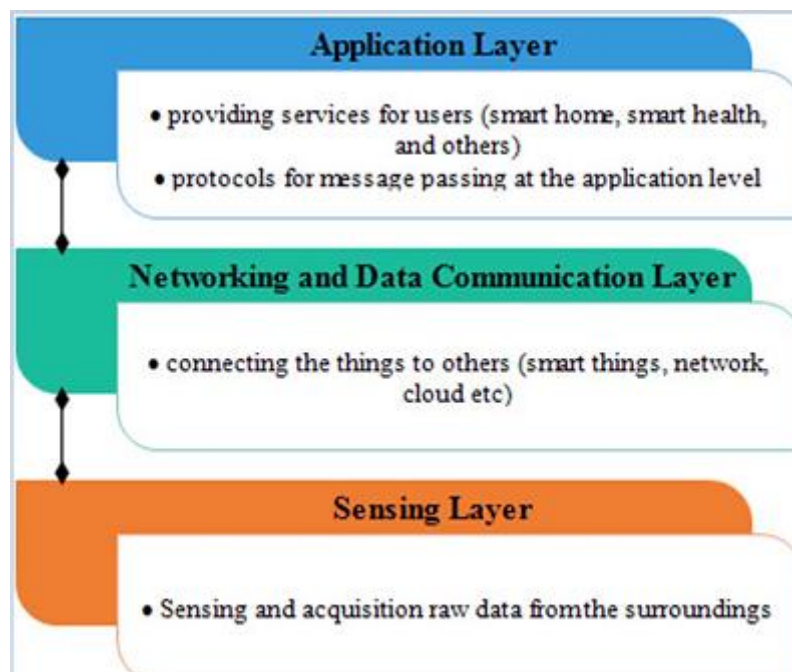 Application Layer
• providing services for users (smart home, smart health,
and others)
• protocols for message passing at the application level
Networking and Data Communication Layer
• connecting the things to others (smart things, network,
cloud etc)
Sensing Layer
• Sensing and acquisition raw data from the surroundings